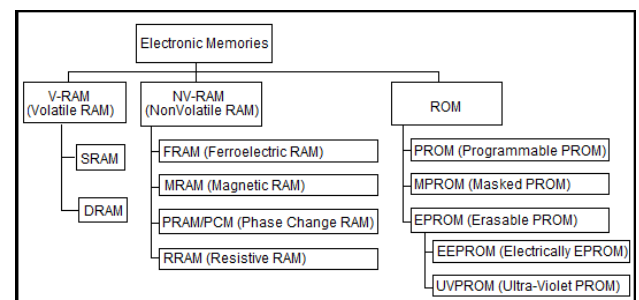 Electronic Memories
V-RAM
(Volatile RAM)
NV-RAM
(NonVolatile RAM)
ROM
SRAM
DRAM
FRAM (Ferroelectric RAM)
MRAM (Magnetic RAM)
PRAM/PCM (Phase Change RAM)
RRAM (Resistive RAM)
PROM (Programmable PROM)
MPROM (Masked PROM)
EPROM (Erasable PROM)
EEPROM (Electrically EPROM)
UVPROM (Ultra-Violet PROM)